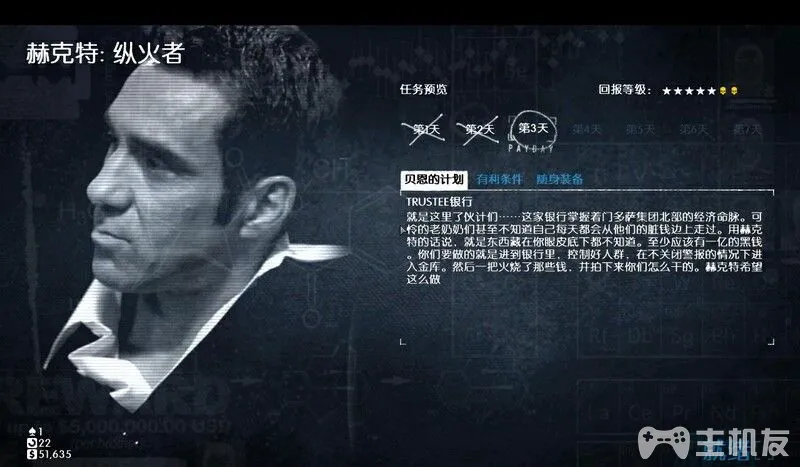 赫克特: 纵火者
任务预览
回报等级: ★★★★★
第1天 第2天 第3天 第4天 第5天 第6天 第7天
PAYDAY
贝恩的计划 有利条件 随身装备
TRUSTEE银行
就是这里了伙计们……这家银行掌握着门多萨集团北部的经济命脉。可
怜的老奶奶们甚至不知道自己每天都会从他们的脏钱边上走过。用赫克
特的话说，就是东西藏在你眼皮底下都不知道。至少应该有一亿的黑钱
。你们要做的就是进到银行里，控制好人群，在不关闭警报的情况下进
入金库。然后一把火烧了那些钱，并拍下来你们怎么干的。赫克特希望
这么做
REWARD
♠1
22
$51,635
主机友